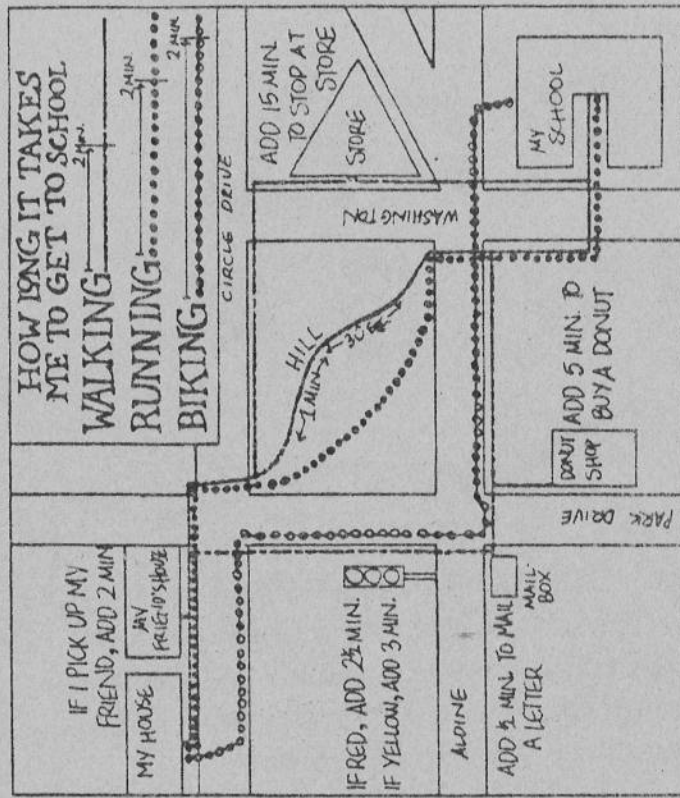 HOW LONG IT TAKES
ME TO GET TO SCHOOL
WALKING
2 MIN.
RUNNING
2 MIN.
BIKING
2 MIN
CIRCLE DRIVE
IF I PICK UP MY
FRIEND, ADD 2 MIN
MY HOUSE
MY
FRIEND'S HOUSE
HILL
1 MIN
ADD 15 MIN.
TO STOP AT
STORE
STORE
WASHINGTON
IF RED, ADD 2½ MIN.
IF YELLOW, ADD 3 MIN.
ALDINE
ADD ½ MIN. TO MAIL
A LETTER
MAIL-
BOX
PARK DRIVE
DONUT
SHOP
ADD 5 MIN. TO
BUY A DONUT
MY
SCHOOL